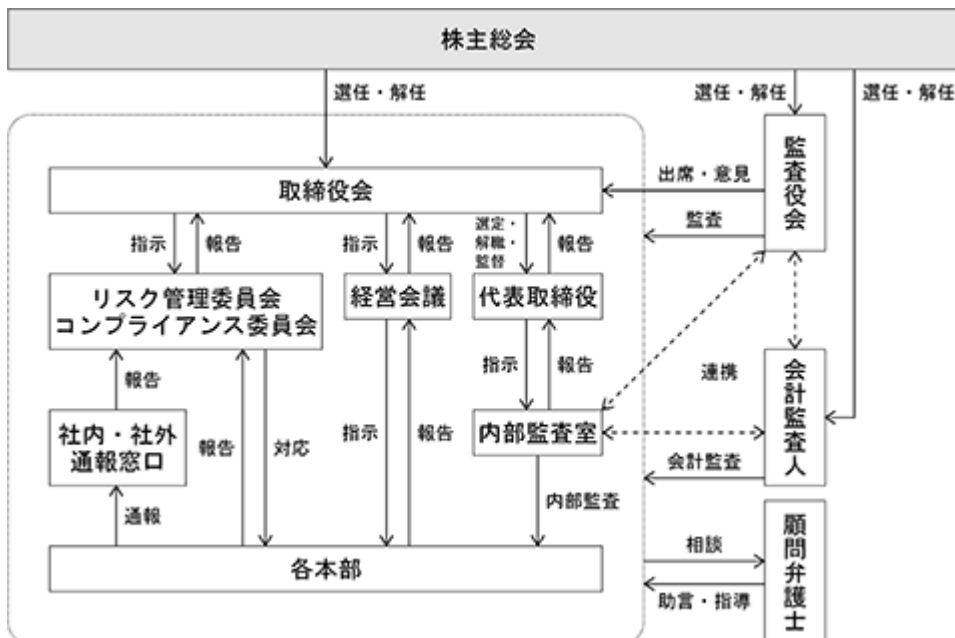 株主総会
選任・解任
選任・解任
選任・解任
監査役会
出席・意見
監査
取締役会
指示
報告
指示
報告
選定・
解職・
監督
報告
リスク管理委員会
コンプライアンス委員会
経営会議
代表取締役
報告
指示
報告
連携
会計監査人
社内・社外
通報窓口
報告
対応
指示
報告
内部監査室
会計監査
通報
内部監査
各本部
相談
助言・指導
顧問弁護士